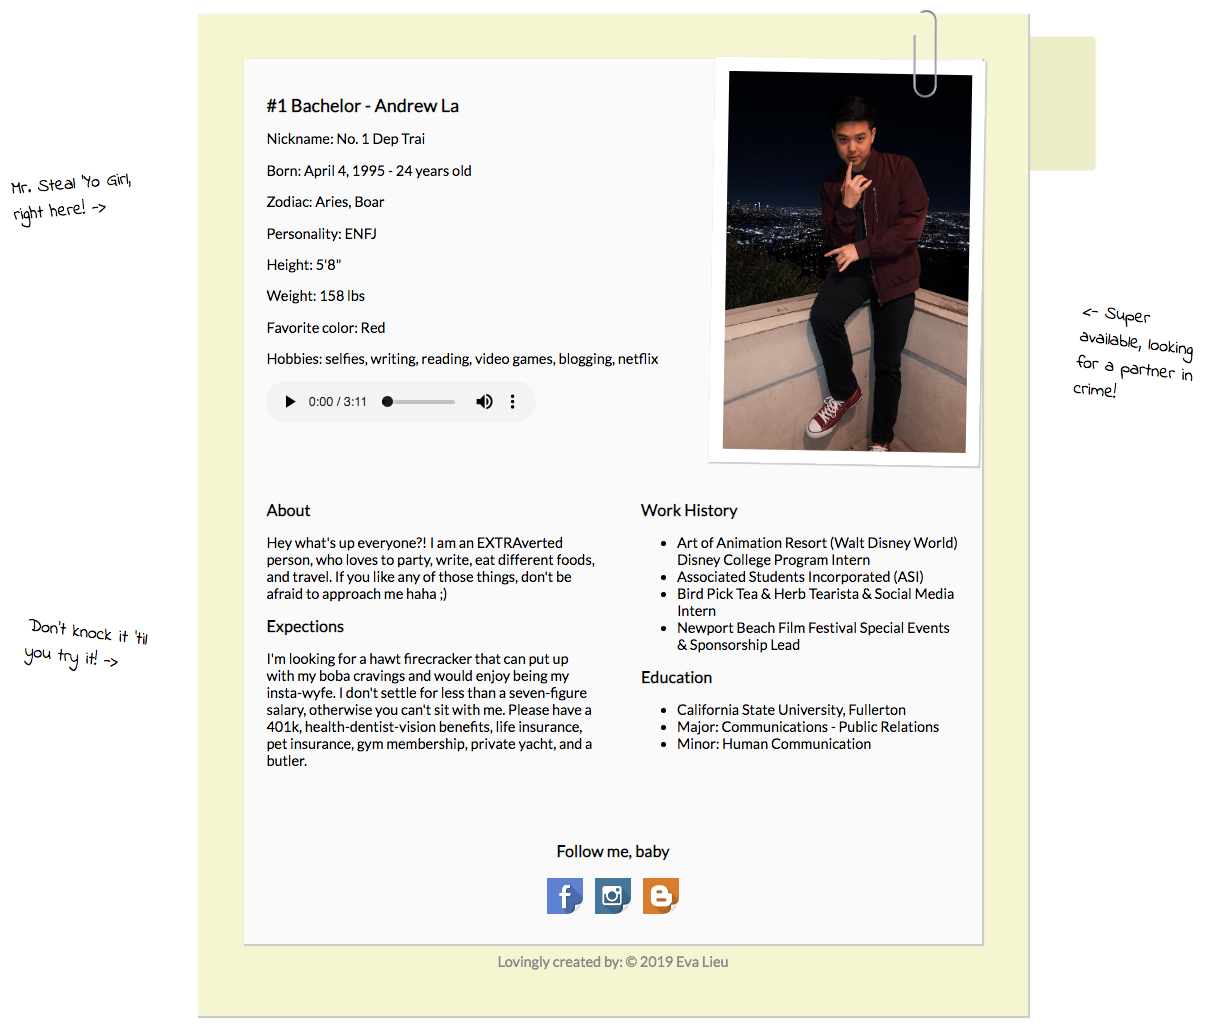 #1 Bachelor - Andrew La
Nickname: No. 1 Dep Trai
Born: April 4, 1995 - 24 years old
Zodiac: Aries, Boar
Personality: ENFJ
Height: 5'8"
Weight: 158 lbs
Favorite color: Red
Hobbies: selfies, writing, reading, video games, blogging, netflix
0:00 / 3:11
Mr. Steal 'Yo Girl,
right here! ->
<- Super
available, looking
for a partner in
crime!
About
Hey what's up everyone?! I am an EXTRAverted
person, who loves to party, write, eat different foods,
and travel. If you like any of those things, don't be
afraid to approach me haha ;)
Expections
I'm looking for a hawt firecracker that can put up
with my boba cravings and would enjoy being my
insta-wyfe. I don't settle for less than a seven-figure
salary, otherwise you can't sit with me. Please have a
401k, health-dentist-vision benefits, life insurance,
pet insurance, gym membership, private yacht, and a
butler.
Don't knock it 'til
you try it! ->
Work History
• Art of Animation Resort (Walt Disney World)
Disney College Program Intern
• Associated Students Incorporated (ASI)
• Bird Pick Tea & Herb Tearista & Social Media
Intern
• Newport Beach Film Festival Special Events
& Sponsorship Lead
Education
• California State University, Fullerton
• Major: Communications - Public Relations
• Minor: Human Communication
Follow me, baby
Lovingly created by: © 2019 Eva Lieu